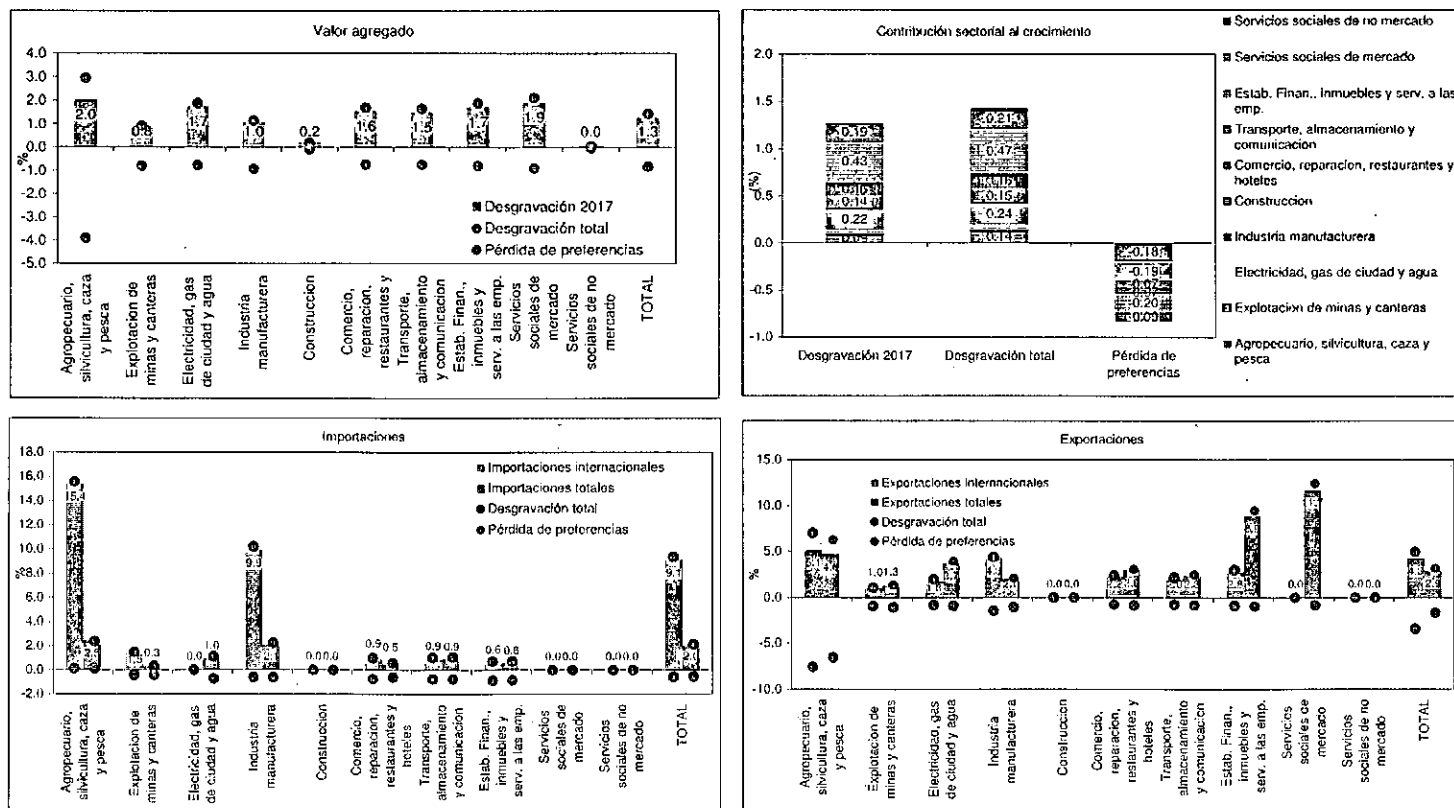 Valor agregado
4.0
3.0
2.0
1.0
0.0
-1.0
-2.0
-3.0
-4.0
-5.0
%
2.0
0.8
1.7
1.0
0.2
1.6
1.5
1.7
1.9
0.0
1.3
Desgravación 2017
Desgravación total
Pérdida de preferencias
Agropecuario,
silvicultura, caza
y pesca
Explotacion de
minas y canteras
Electricidad, gas
de ciudad y agua
Industria
manufacturera
Construccion
Comercio,
reparacion,
restaurantes y
Transporte,
almacenamiento
y comunicacion
Estab. Finan.,
inmuebles y
serv. a las emp.
Servicios
sociales de
mercado
Servicios
sociales de no
mercado
TOTAL
Contribución sectorial al crecimiento
2.0
1.5
1.0
0.5
0.0
-0.5
-1.0
(%)
0.19
0.43
0.14
0.22
0.21
0.47
0.16
0.15
0.24
0.14
-0.18
-0.19
-0.07
-0.20
-0.09
Desgravación 2017
Desgravación total
Pérdida de
preferencias
Servicios sociales de no mercado
Servicios sociales de mercado
Estab. Finan., inmuebles y serv. a las
emp.
Transporte, almacenamiento y
comunicacion
Comercio, reparacion, restaurantes y
hoteles
Construccion
Industria manufacturera
Electricidad, gas de ciudad y agua
Explotacion de minas y canteras
Agropecuario, silvicultura, caza y
pesca
Importaciones
18.0
16.0
14.0
12.0
10.0
8.0
6.0
4.0
2.0
0.0
-2.0
%
0.3
0.0
1.0
0.0
0.0
0.9
0.5
0.9
0.9
0.6
0.8
0.0
0.0
0.0
0.0
9.1
Importaciones internacionales
Importaciones totales
Desgravación total
Pérdida de preferencias
Agropecuario,
silvicultura, caza
y pesca
Explotacion de
minas y canteras
Electricidad, gas
de ciudad y agua
Industria
manufacturera
Construccion
Comercio,
reparacion,
restaurantes y
hoteles
Transporte,
almacenamiento
y comunicacion
Estab. Finan.,
inmuebles y
serv. a las emp.
Servicios
sociales de
mercado
Servicios
sociales de no
mercado
TOTAL
Exportaciones
15.0
10.0
5.0
0.0
-5.0
-10.0
%
1.0
1.3
0.0
0.0
0.0
0.0
0.0
Exportaciones internacionales
Exportaciones totales
Desgravación total
Pérdida de preferencias
Agropecuario,
silvicultura, caza
y pesca
Explotacion de
minas y canteras
Electricidad, gas
de ciudad y agua
Industria
manufacturera
Construccion
Comercio,
reparacion,
restaurantes y
hoteles
Transporte,
almacenamiento
y comunicacion
Estab. Finan.,
inmuebles y
serv. a las emp.
Servicios
sociales de
mercado
Servicios
sociales de no
mercado
TOTAL